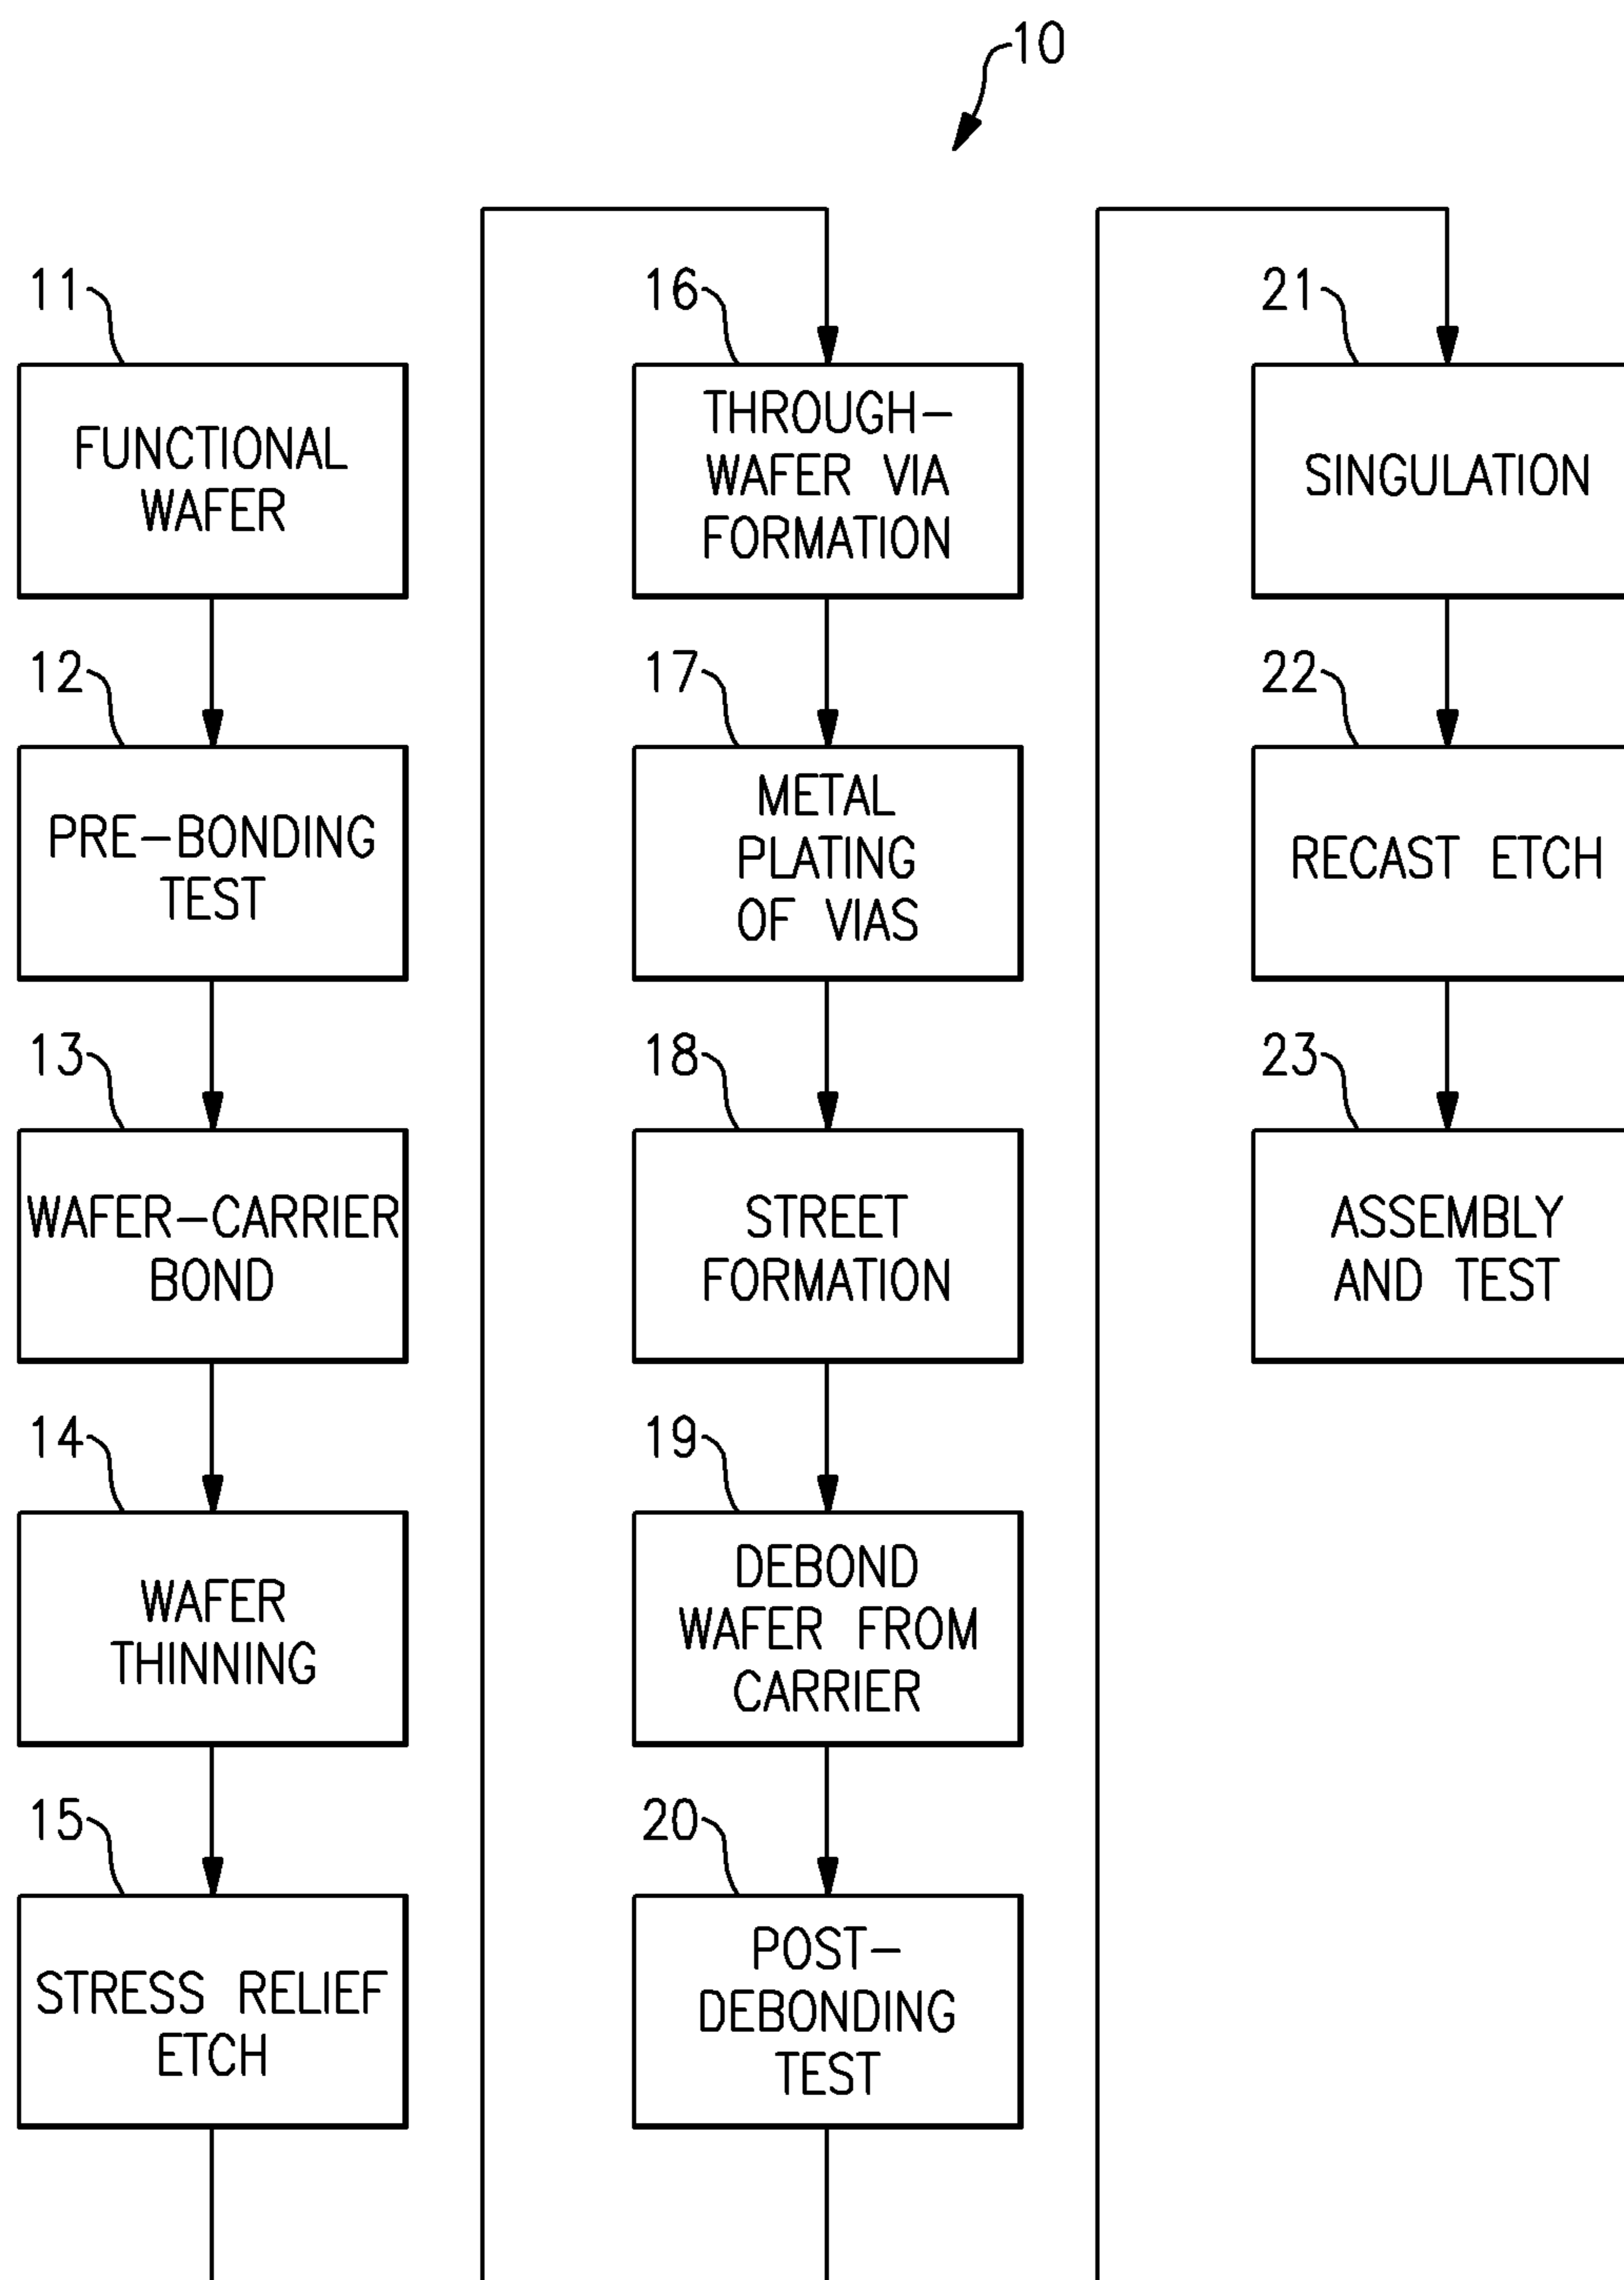 10
11
FUNCTIONAL
WAFER
12
PRE-BONDING
TEST
13
WAFER-CARRIER
BOND
14
WAFER
THINNING
15
STRESS RELIEF
ETCH
16
THROUGH-
WAFER VIA
FORMATION
17
METAL
PLATING
OF VIAS
18
STREET
FORMATION
19
DEBOND
WAFER FROM
CARRIER
20
POST-
DEBONDING
TEST
21
SINGULATION
22
RECAST ETCH
23
ASSEMBLY
AND TEST